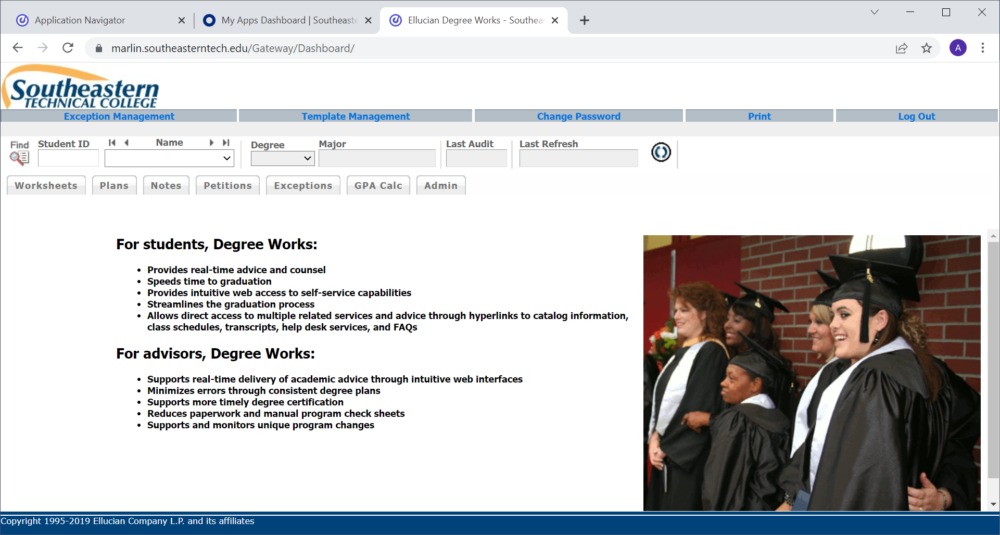 Application Navigator
My Apps Dashboard | Southeaste
Ellucian Degree Works - Southea
marlin.southeasterntech.edu/Gateway/Dashboard/
A
Southeastern
TECHNICAL COLLEGE
Exception Management Template Management Change Password Print Log Out
Find Student ID Name Degree Major Last Audit Last Refresh
Worksheets Plans Notes Petitions Exceptions GPA Calc Admin
For students, Degree Works:
• Provides real-time advice and counsel
• Speeds time to graduation
• Provides intuitive web access to self-service capabilities
• Streamlines the graduation process
• Allows direct access to multiple related services and advice through hyperlinks to catalog information,
class schedules, transcripts, help desk services, and FAQs
For advisors, Degree Works:
• Supports real-time delivery of academic advice through intuitive web interfaces
• Minimizes errors through consistent degree plans
• Supports more timely degree certification
• Reduces paperwork and manual program check sheets
• Supports and monitors unique program changes
Copyright 1995-2019 Ellucian Company L.P. and its affiliates